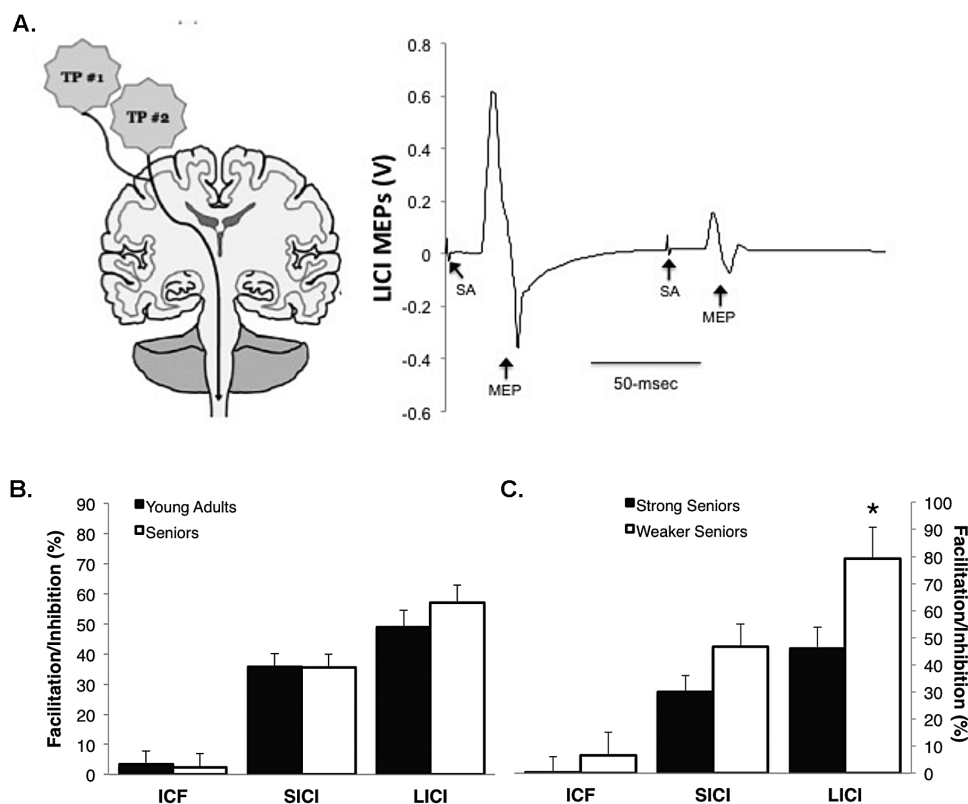 A.
TP #1
TP #2
LICI MEPs (V)
0.8
0.6
0.4
0.2
0
-0.2
-0.4
-0.6
SA
MEP
SA
MEP
50-msec
B.
Facilitation/Inhibition (%)
90
80
70
60
50
40
30
20
10
0
Young Adults
Seniors
ICF
SICI
LICI
C.
Strong Seniors
Weaker Seniors
*
100
90
80
70
60
50
40
30
20
10
0
Facilitation/Inhibition (%)
ICF
SICI
LICI